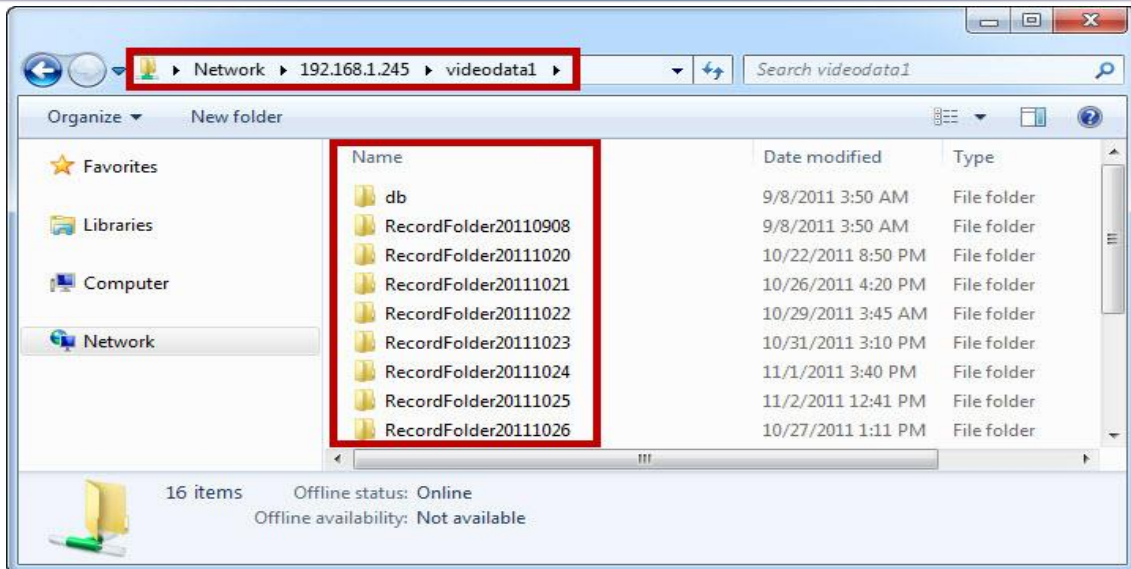 Network ▸ 192.168.1.245 ▸ videodata1 ▸ Search videodata1
Organize ▾ New folder
Favorites
Libraries
Computer
Network
Name Date modified Type
db 9/8/2011 3:50 AM File folder
RecordFolder20110908 9/8/2011 3:50 AM File folder
RecordFolder20111020 10/22/2011 8:50 PM File folder
RecordFolder20111021 10/26/2011 4:20 PM File folder
RecordFolder20111022 10/29/2011 3:45 AM File folder
RecordFolder20111023 10/31/2011 3:10 PM File folder
RecordFolder20111024 11/1/2011 3:40 PM File folder
RecordFolder20111025 11/2/2011 12:41 PM File folder
RecordFolder20111026 10/27/2011 1:11 PM File folder
16 items Offline status: Online
Offline availability: Not available